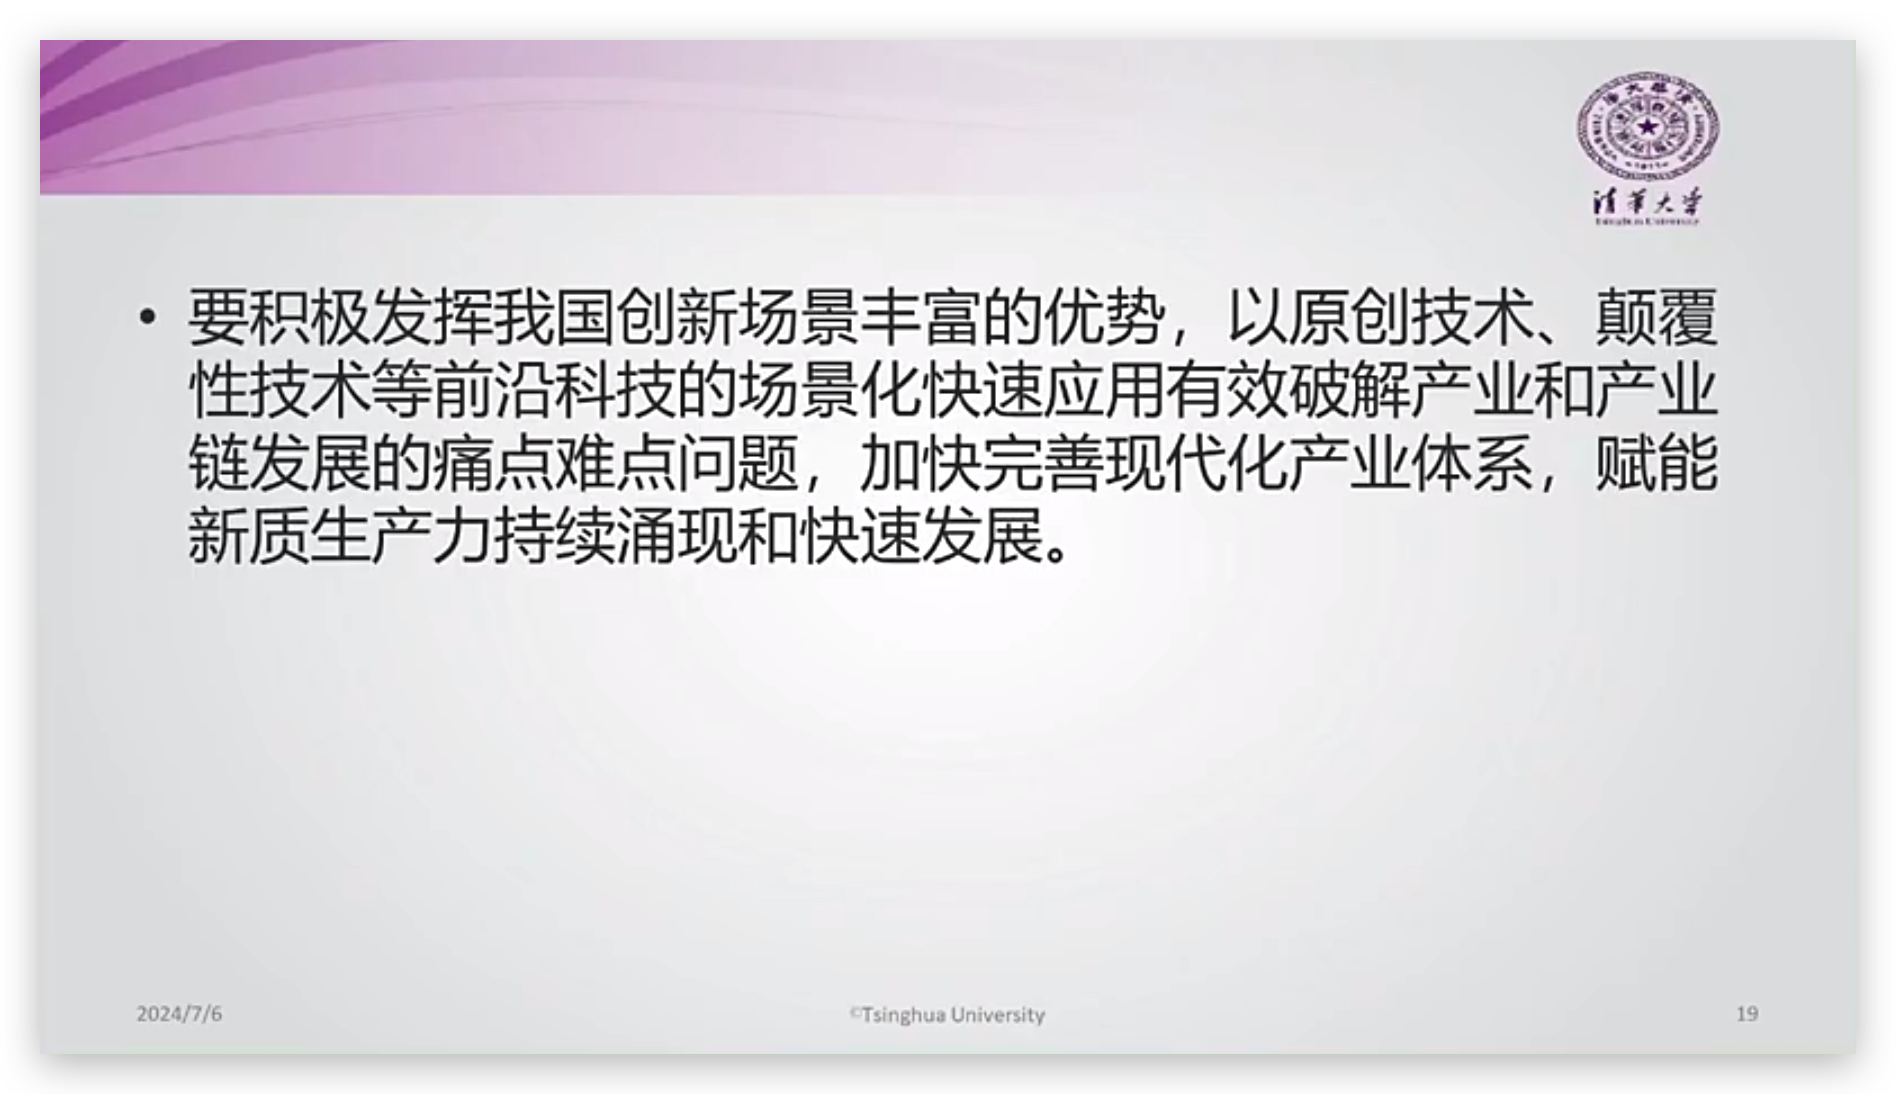 清华大学
Tsinghua University
• 要积极发挥我国创新场景丰富的优势，以原创技术、颠覆
性技术等前沿科技的场景化快速应用有效破解产业和产业
链发展的痛点难点问题，加快完善现代化产业体系，赋能
新质生产力持续涌现和快速发展。
2024/7/6
©Tsinghua University
19